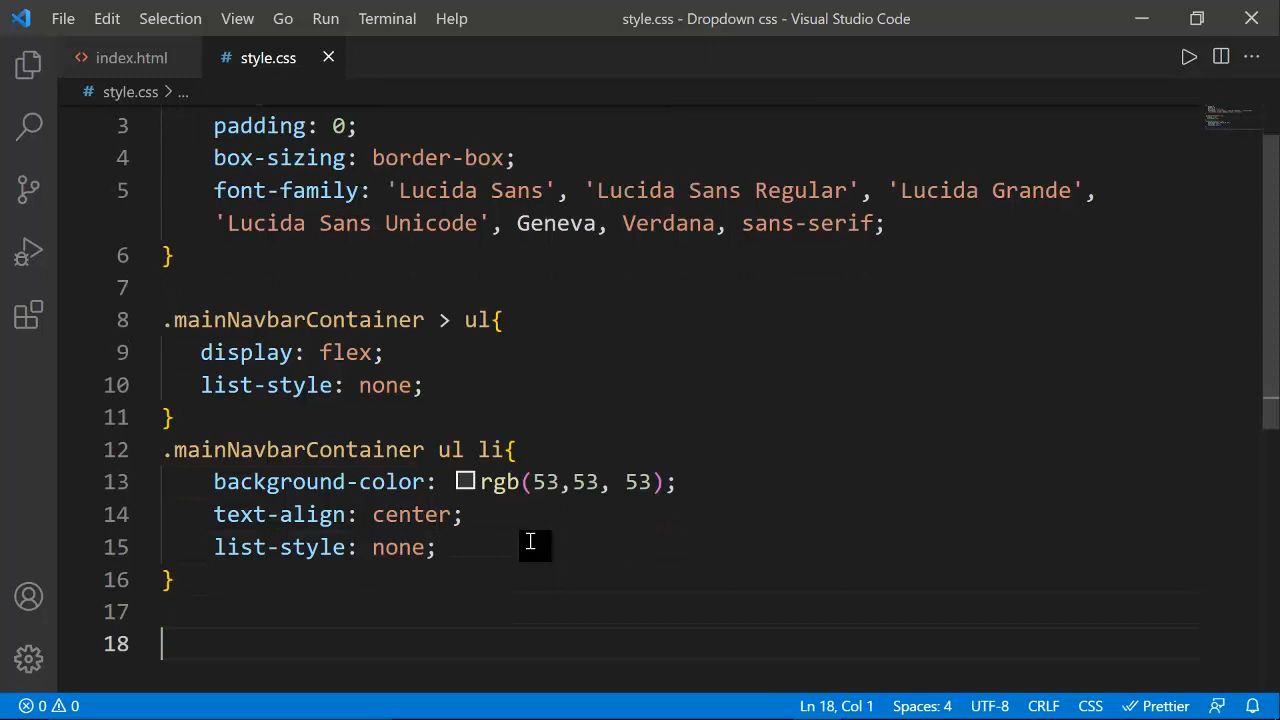 File Edit Selection View Go Run Terminal Help style.css - Dropdown css - Visual Studio Code
index.html style.css
# style.css > ...
3 padding: 0;
4 box-sizing: border-box;
5 font-family: 'Lucida Sans', 'Lucida Sans Regular', 'Lucida Grande',
'Lucida Sans Unicode', Geneva, Verdana, sans-serif;
6 }
7
8 .mainNavbarContainer > ul{
9 display: flex;
10 list-style: none;
11 }
12 .mainNavbarContainer ul li{
13 background-color: rgb(53,53, 53);
14 text-align: center;
15 list-style: none;
16 }
17
18
0 0 Ln 18, Col 1 Spaces: 4 UTF-8 CRLF CSS Prettier